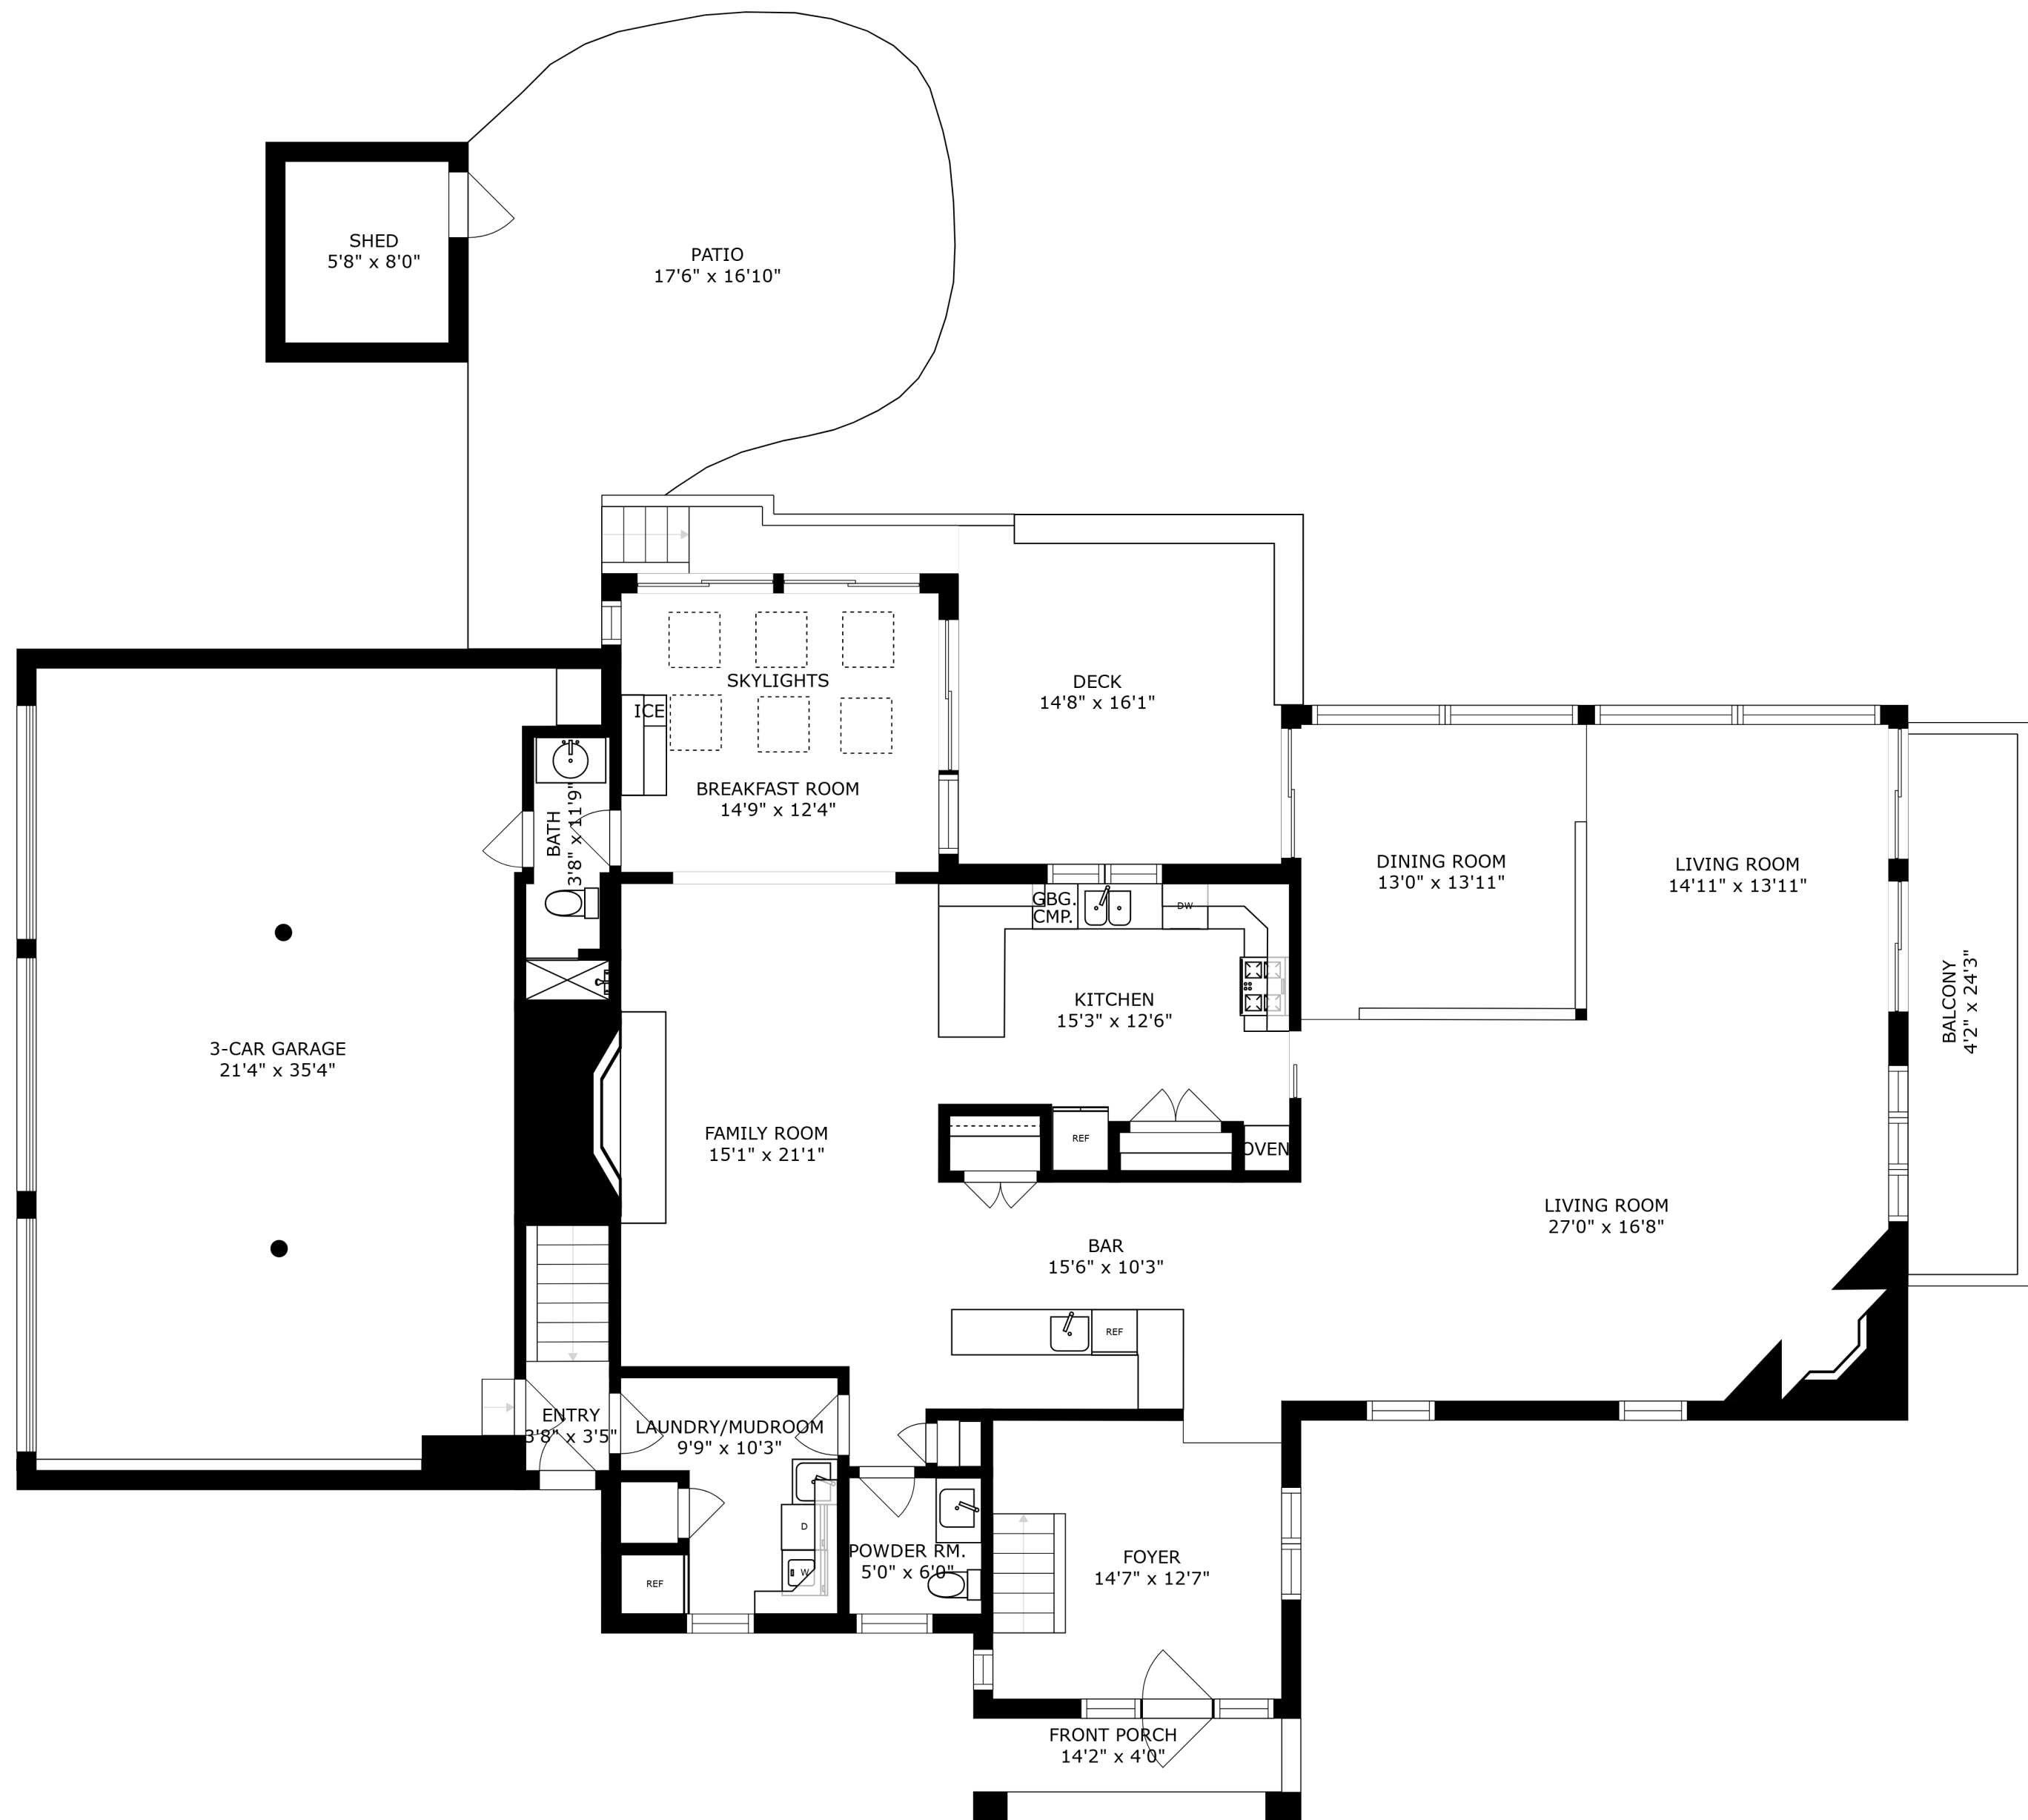 SHED
5'8" x 8'0"
PATIO
17'6" x 16'10"
SKYLIGHTS
ICE
BREAKFAST ROOM
14'9" x 12'4"
DECK
14'8" x 16'1"
BATH
3'8" x 11'9"
DINING ROOM
13'0" x 13'11"
LIVING ROOM
14'11" x 13'11"
GBG.
CMP.
DW
KITCHEN
15'3" x 12'6"
BALCONY
4'2" x 24'3"
3-CAR GARAGE
21'4" x 35'4"
FAMILY ROOM
15'1" x 21'1"
REF
OVEN
LIVING ROOM
27'0" x 16'8"
BAR
15'6" x 10'3"
REF
ENTRY
3'8" x 3'5"
LAUNDRY/MUDROOM
9'9" x 10'3"
D
W
REF
POWDER RM.
5'0" x 6'0"
FOYER
14'7" x 12'7"
FRONT PORCH
14'2" x 4'0"